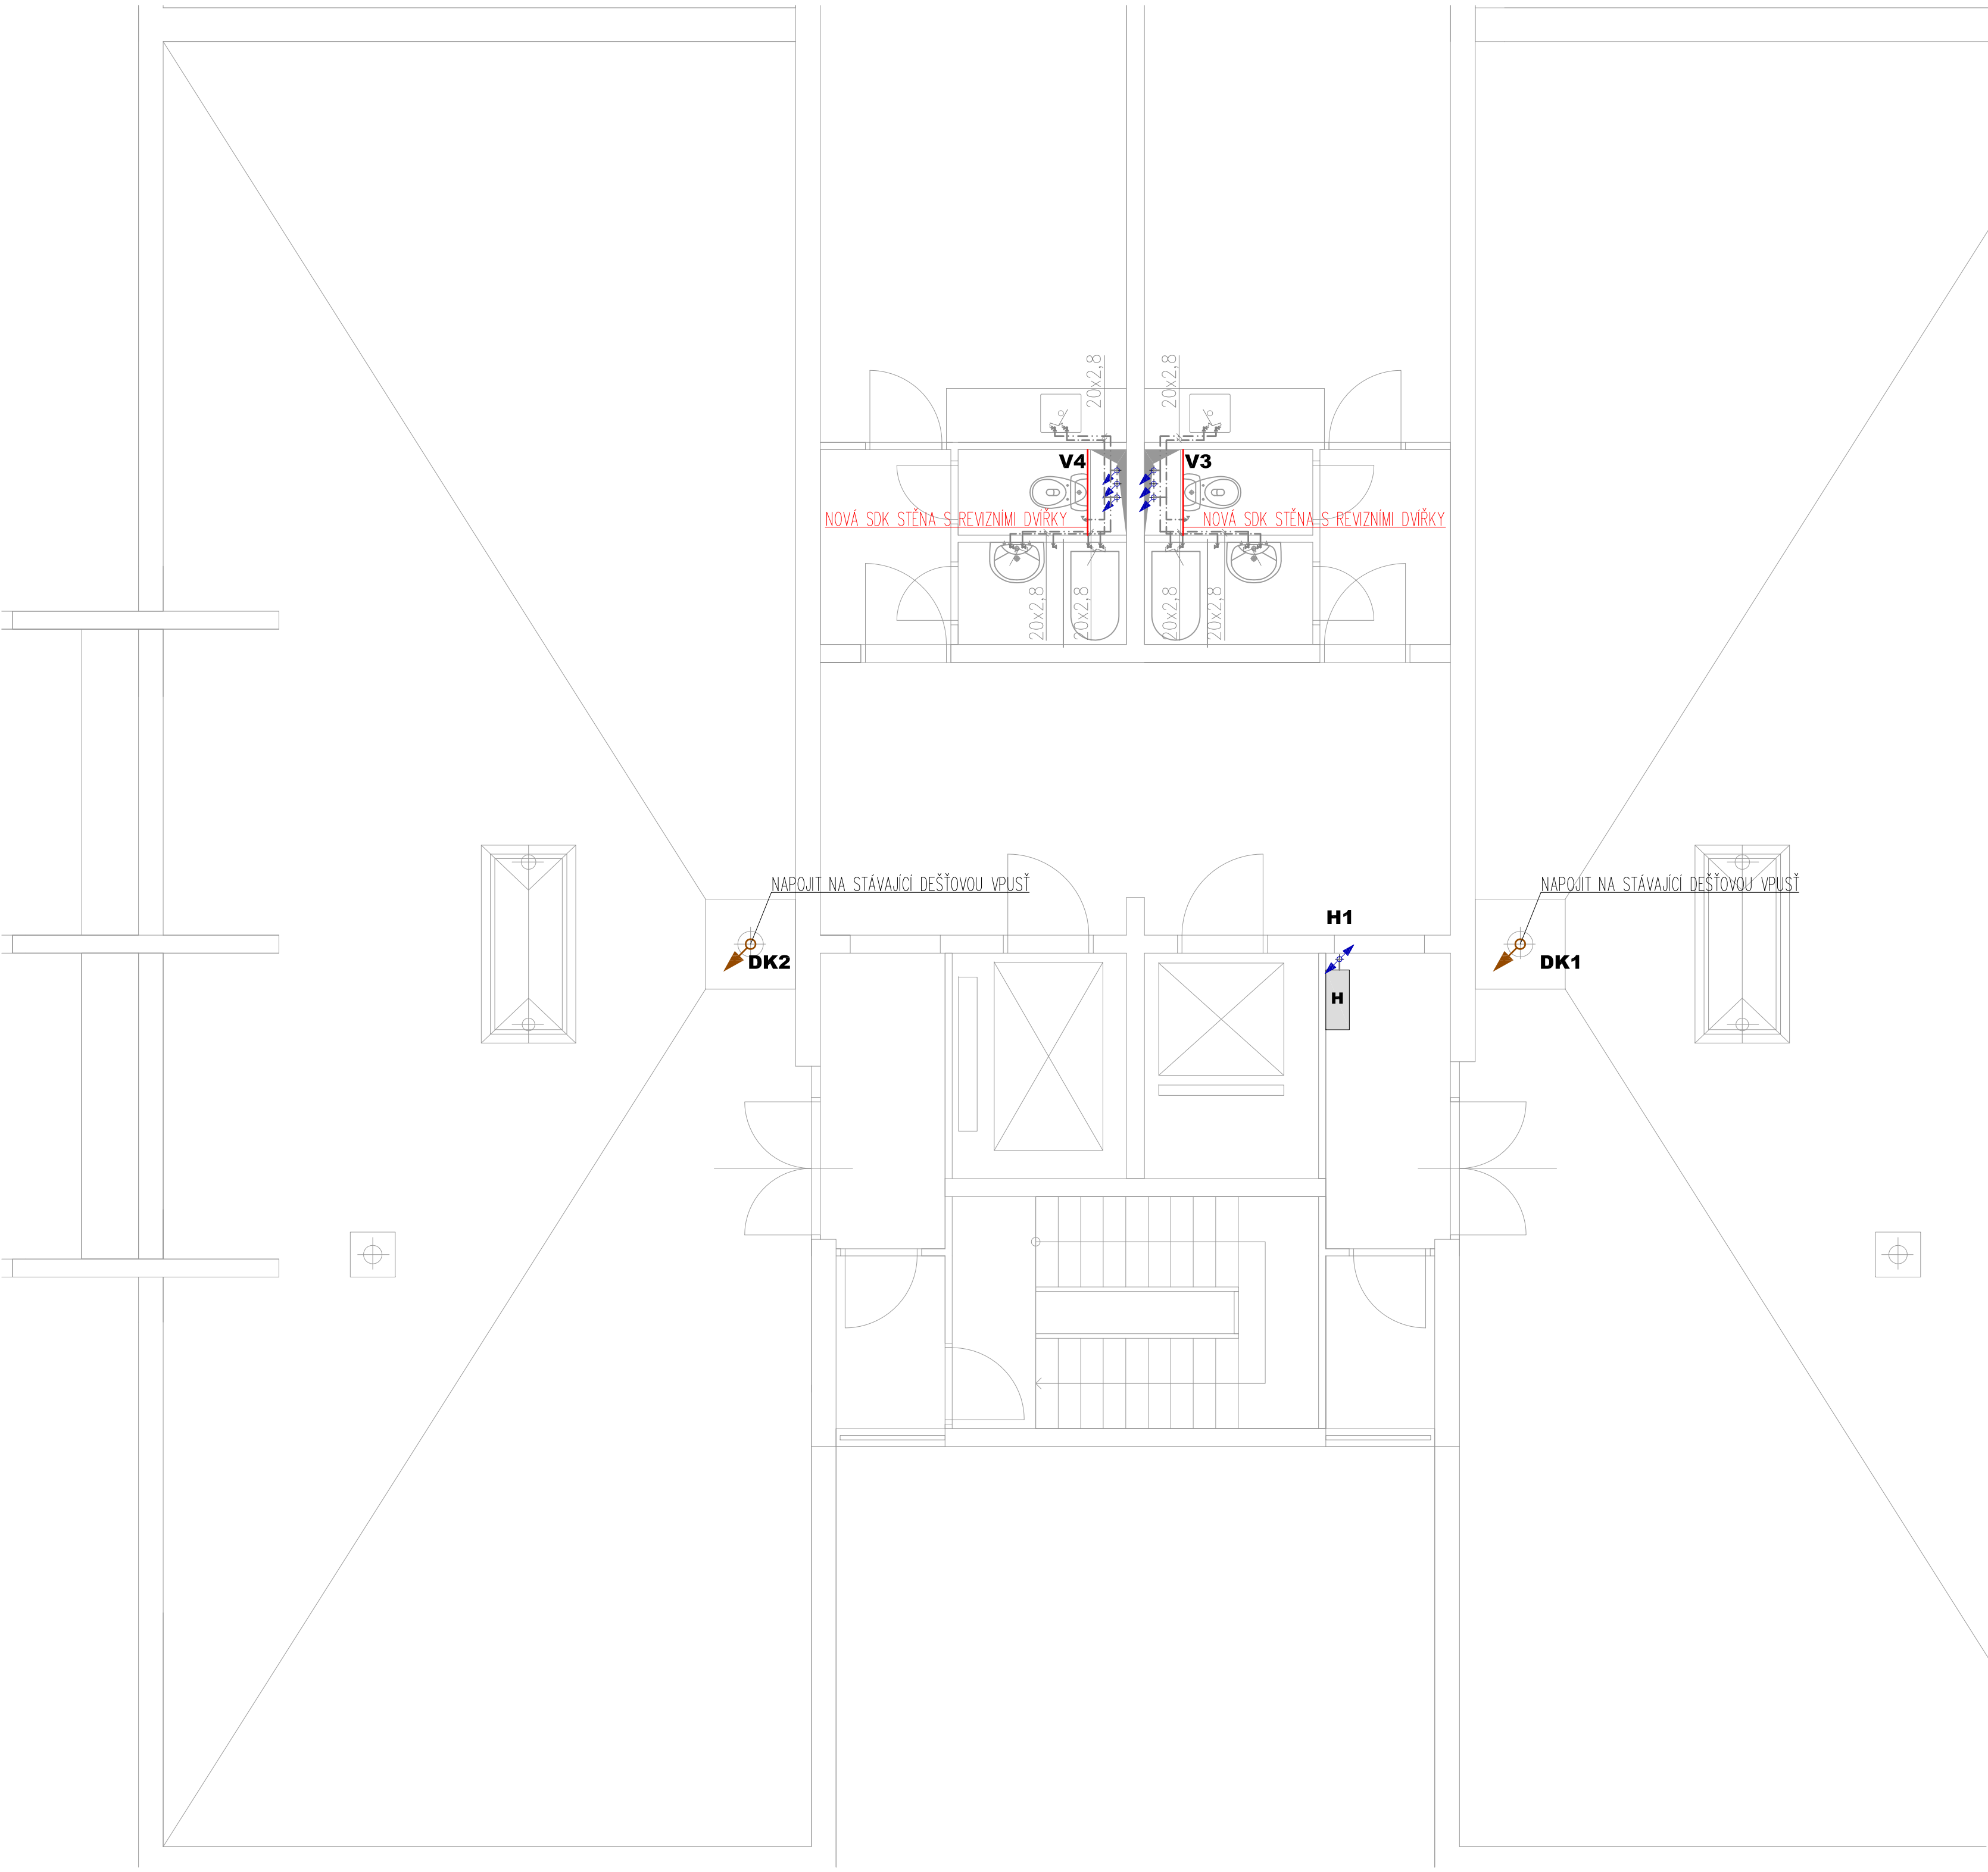 20x2,8
20x2,8
V4
V3
NOVÁ SDK STĚNA S REVIZNÍMI DVÍŘKY
NOVÁ SDK STĚNA S REVIZNÍMI DVÍŘKY
20x2,8
20x2,8
20x2,8
20x2,8
NAPOJIT NA STÁVAJÍCÍ DEŠŤOVOU VPUSŤ
NAPOJIT NA STÁVAJÍCÍ DEŠŤOVOU VPUSŤ
H1
DK2
DK1
H